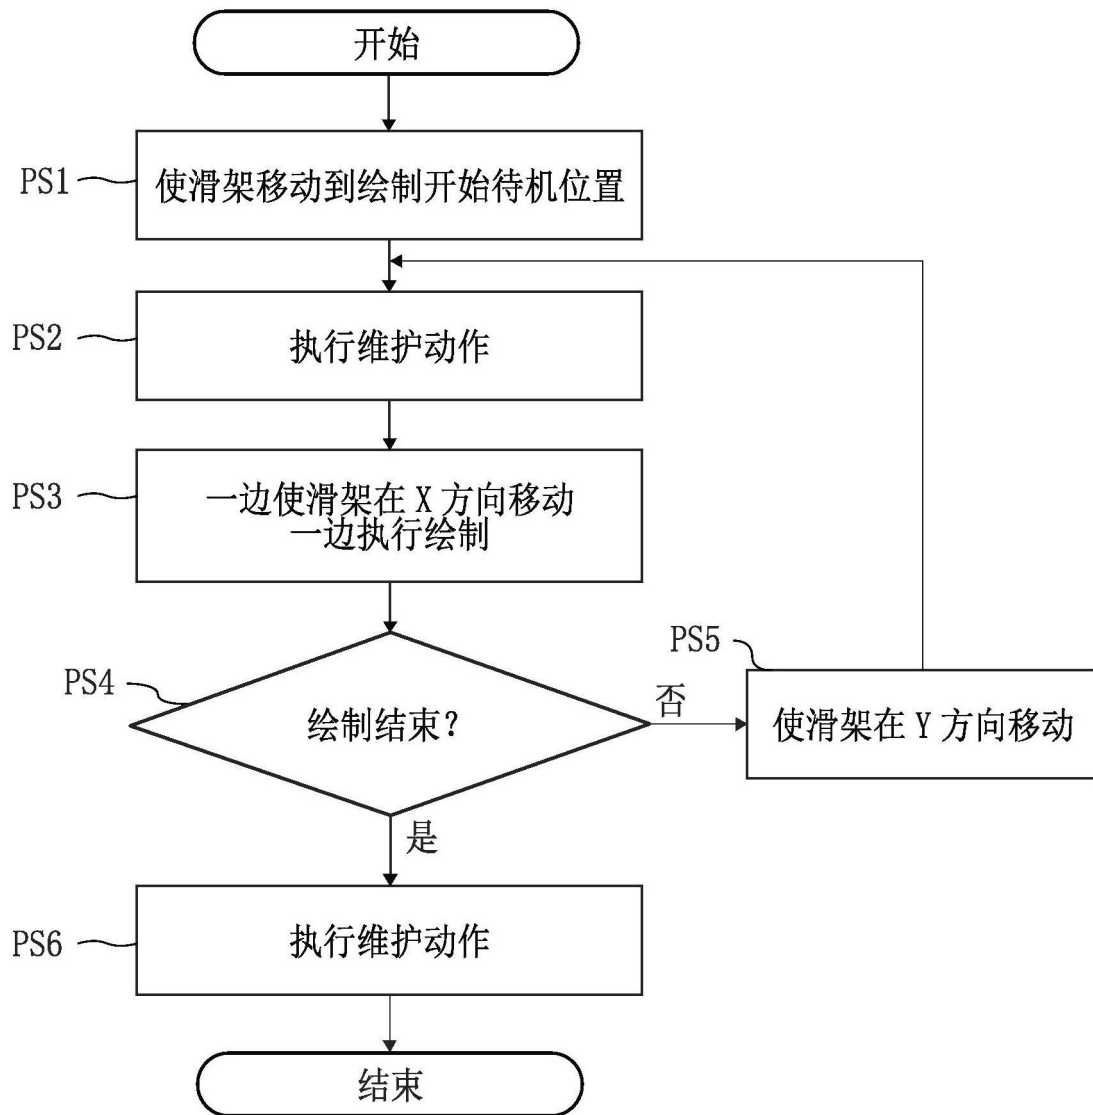 开始
PS1
使滑架移动到绘制开始待机位置
PS2
执行维护动作
PS3
一边使滑架在 X 方向移动
一边执行绘制
PS4
绘制结束？
否
PS5
使滑架在 Y 方向移动
是
PS6
执行维护动作
结束